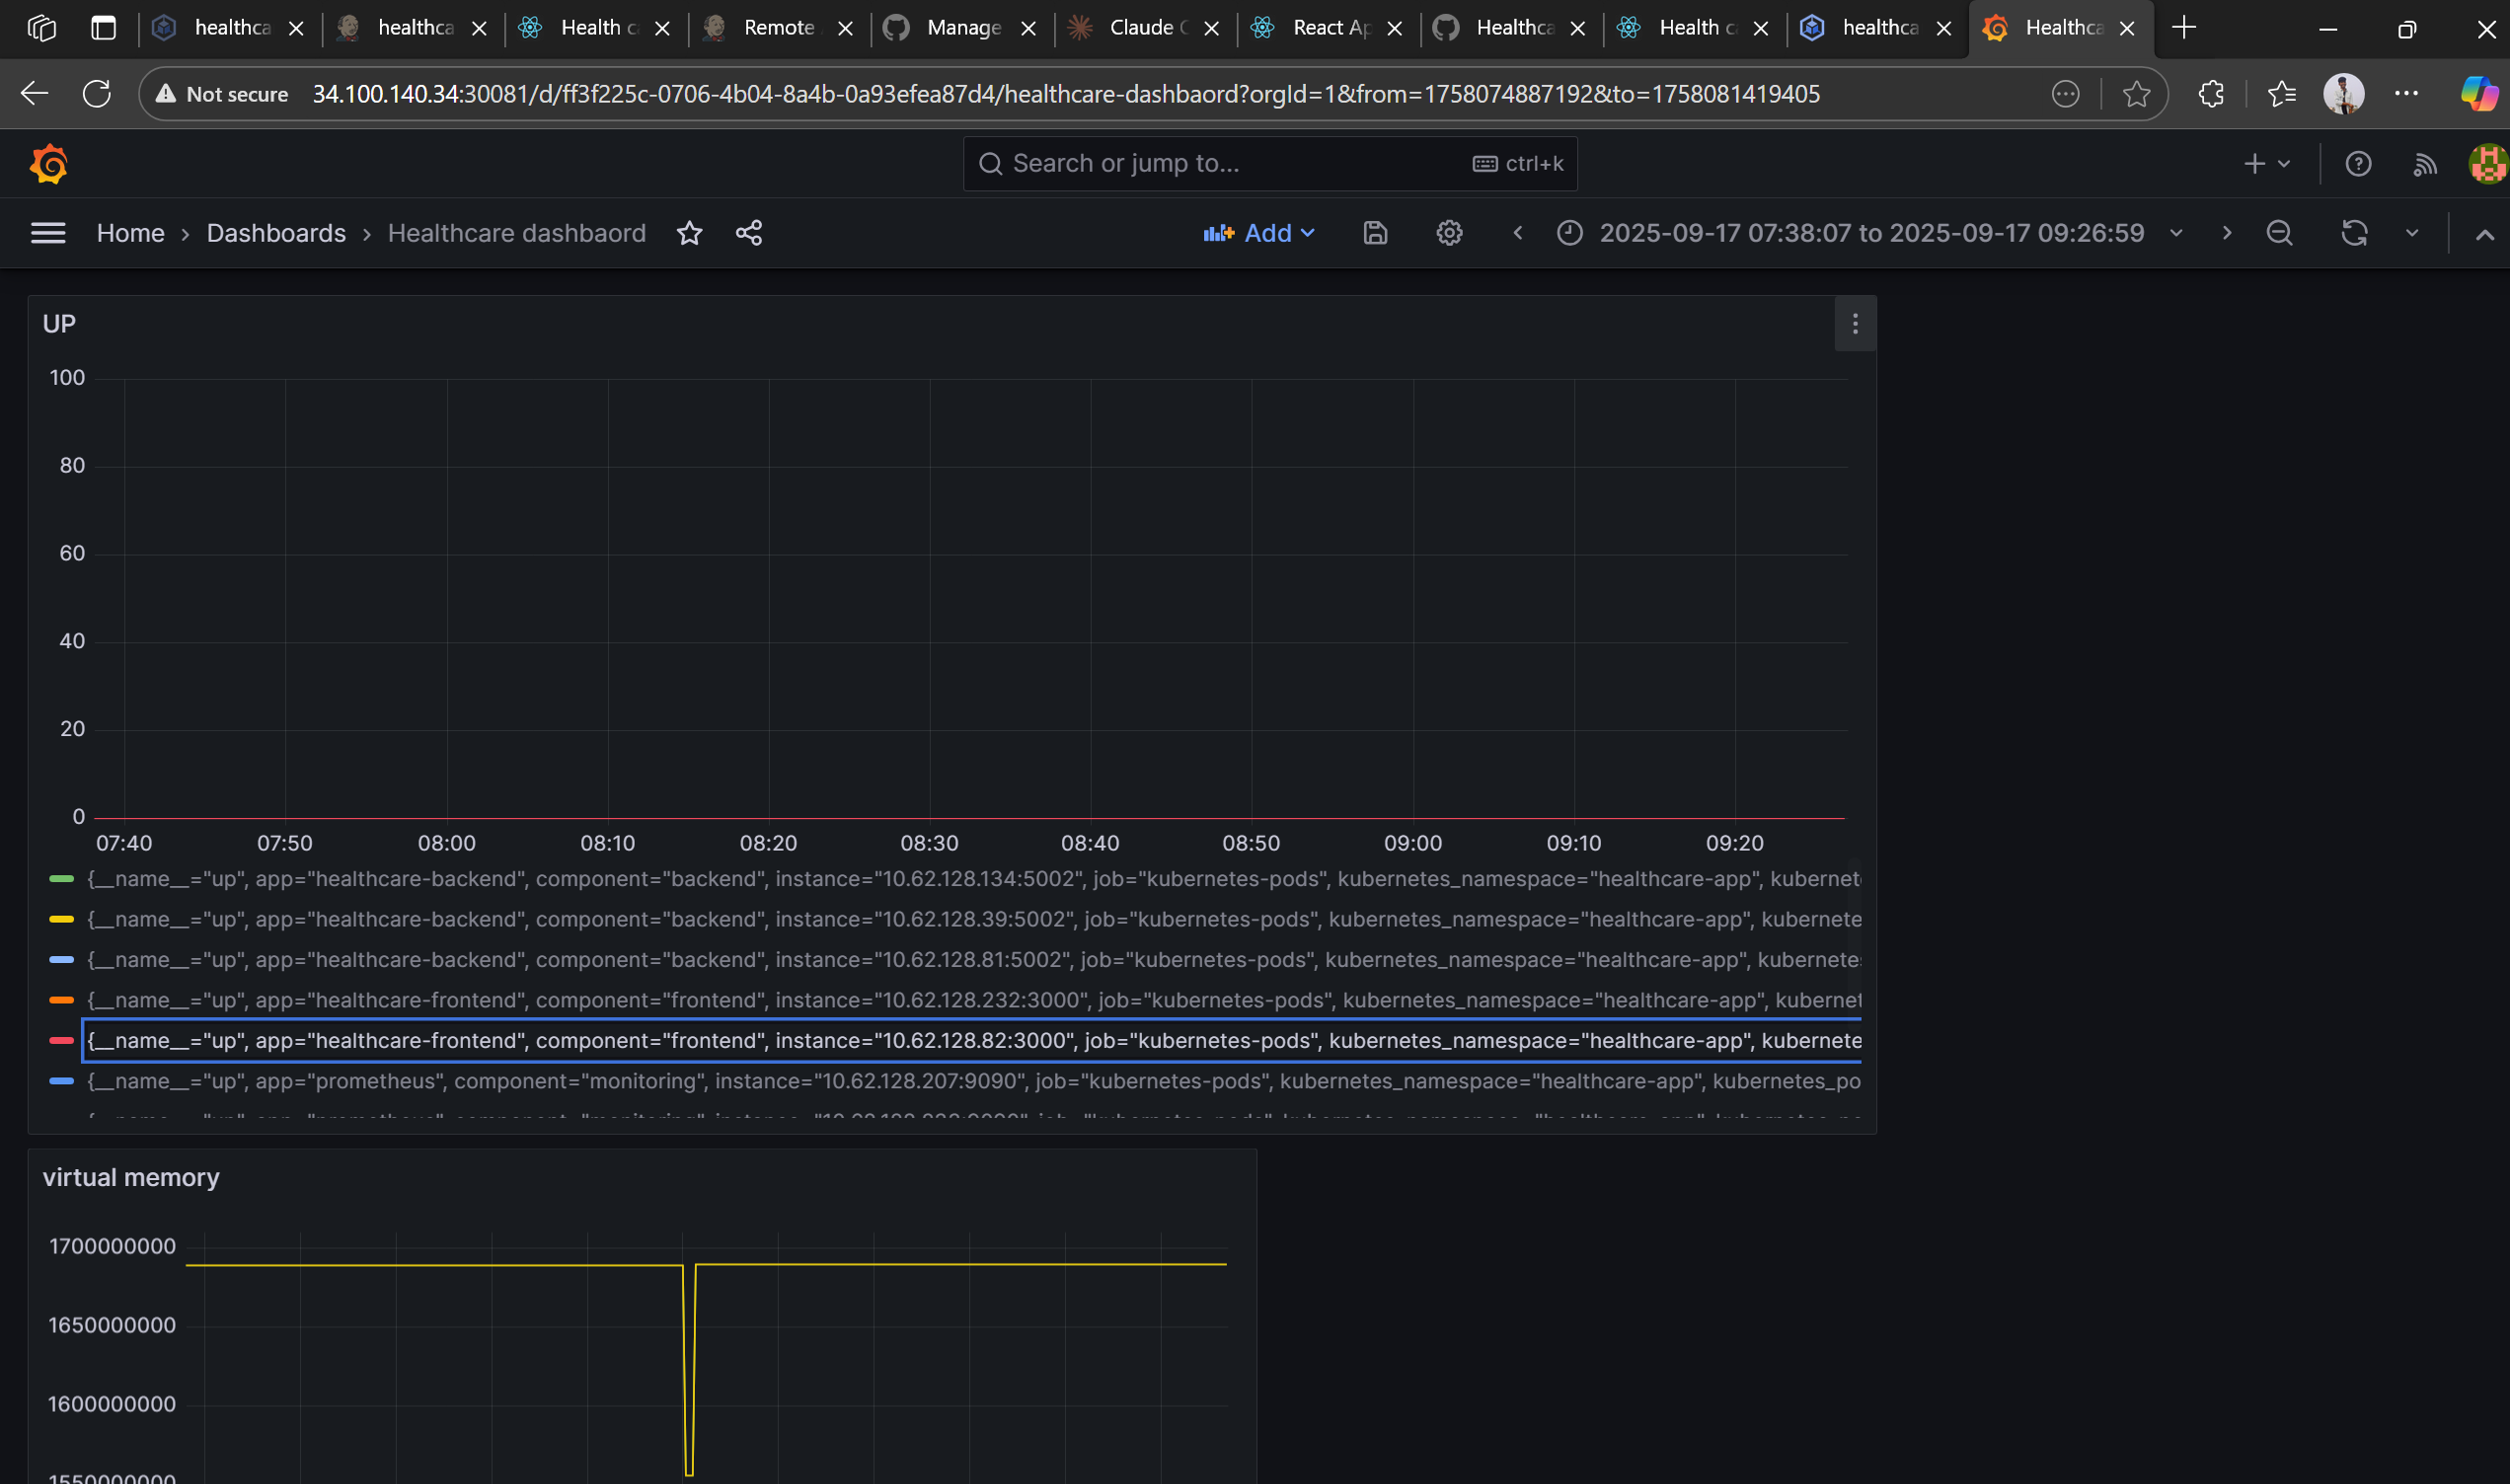 healthca
healthca
Health c
Remote
Manage
Claude C
React Ap
Healthca
Health c
healthca
Healthca
Not secure 34.100.140.34:30081/d/ff3f225c-0706-4b04-8a4b-0a93efea87d4/healthcare-dashbaord?orgId=1&from=1758074887192&to=1758081419405
Search or jump to... ctrl+k
Home › Dashboards › Healthcare dashbaord Add 2025-09-17 07:38:07 to 2025-09-17 09:26:59
UP
100
80
60
40
20
0
07:40 07:50 08:00 08:10 08:20 08:30 08:40 08:50 09:00 09:10 09:20
{__name__="up", app="healthcare-backend", component="backend", instance="10.62.128.134:5002", job="kubernetes-pods", kubernetes_namespace="healthcare-app", kubernet
{__name__="up", app="healthcare-backend", component="backend", instance="10.62.128.39:5002", job="kubernetes-pods", kubernetes_namespace="healthcare-app", kubernete
{__name__="up", app="healthcare-backend", component="backend", instance="10.62.128.81:5002", job="kubernetes-pods", kubernetes_namespace="healthcare-app", kubernete
{__name__="up", app="healthcare-frontend", component="frontend", instance="10.62.128.232:3000", job="kubernetes-pods", kubernetes_namespace="healthcare-app", kubernet
{__name__="up", app="healthcare-frontend", component="frontend", instance="10.62.128.82:3000", job="kubernetes-pods", kubernetes_namespace="healthcare-app", kubernete
{__name__="up", app="prometheus", component="monitoring", instance="10.62.128.207:9090", job="kubernetes-pods", kubernetes_namespace="healthcare-app", kubernetes_po
virtual memory
1700000000
1650000000
1600000000
1550000000